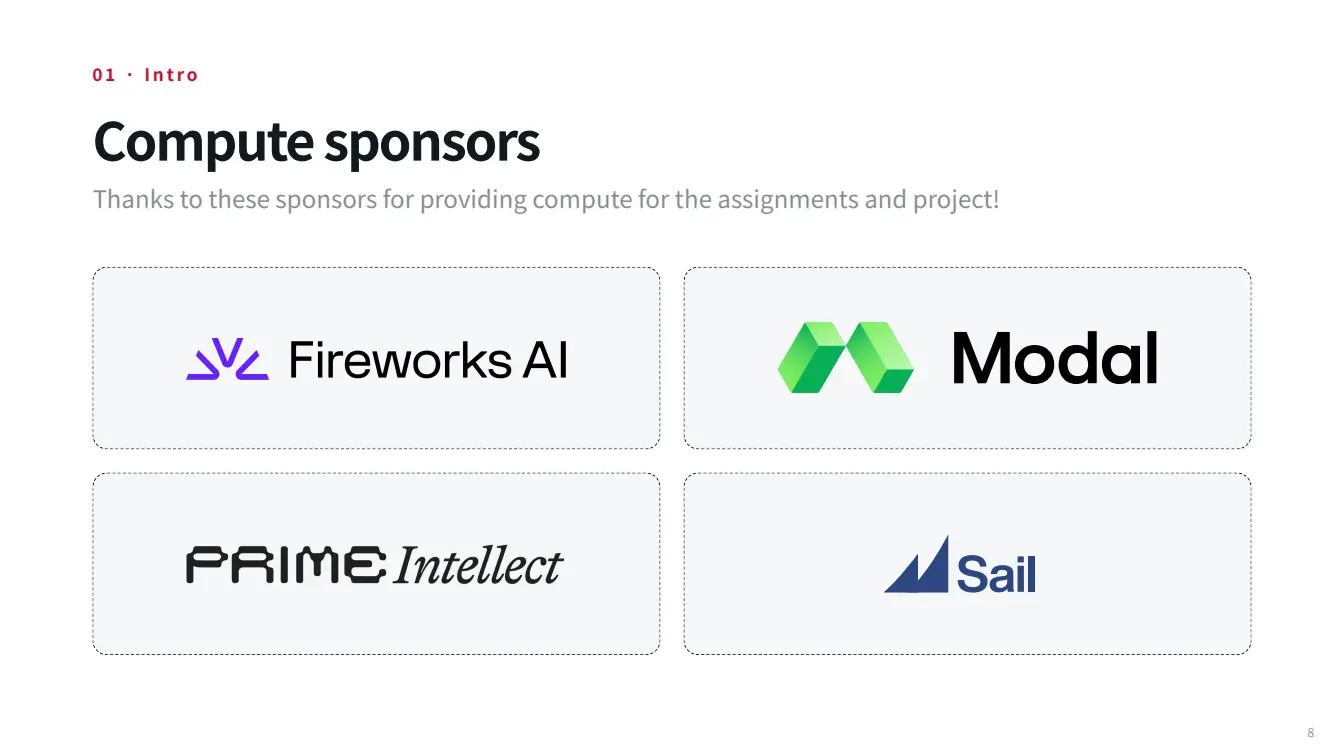 01 · Intro
Compute sponsors
Thanks to these sponsors for providing compute for the assignments and project!
Fireworks AI
Modal
PRIME Intellect
Sail
8